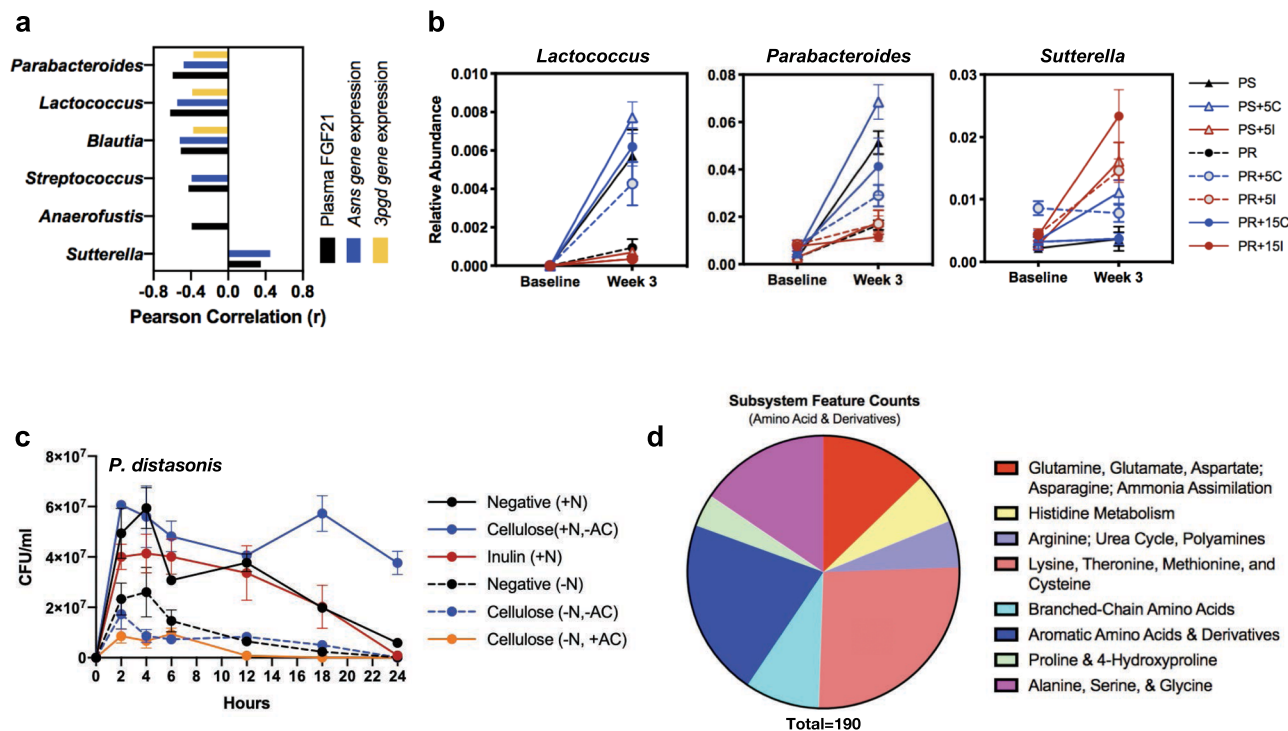 a
Parabacteroides
Lactococcus
Blautia
Streptococcus
Anaerofustis
Sutterella
-0.8 -0.4 0.0 0.4 0.8
Pearson Correlation (r)
Plasma FGF21
Asns gene expression
3pgd gene expression
b
Lactococcus
Relative Abundance
0.010
0.008
0.006
0.004
0.002
0.000
Baseline Week 3
Parabacteroides
0.08
0.06
0.04
0.02
0.00
Baseline Week 3
Sutterella
0.03
0.02
0.01
0.00
Baseline Week 3
PS
PS+5C
PS+5I
PR
PR+5C
PR+5I
PR+15C
PR+15I
c
P. distasonis
CFU/ml
8×10⁷
6×10⁷
4×10⁷
2×10⁷
0
0 2 4 6 8 10 12 14 16 18 20 22 24
Hours
Negative (+N)
Cellulose(+N,-AC)
Inulin (+N)
Negative (-N)
Cellulose (-N,-AC)
Cellulose (-N, +AC)
d
Subsystem Feature Counts
(Amino Acid & Derivatives)
Total=190
Glutamine, Glutamate, Aspartate;
Asparagine; Ammonia Assimilation
Histidine Metabolism
Arginine; Urea Cycle, Polyamines
Lysine, Theronine, Methionine, and
Cysteine
Branched-Chain Amino Acids
Aromatic Amino Acids & Derivatives
Proline & 4-Hydroxyproline
Alanine, Serine, & Glycine